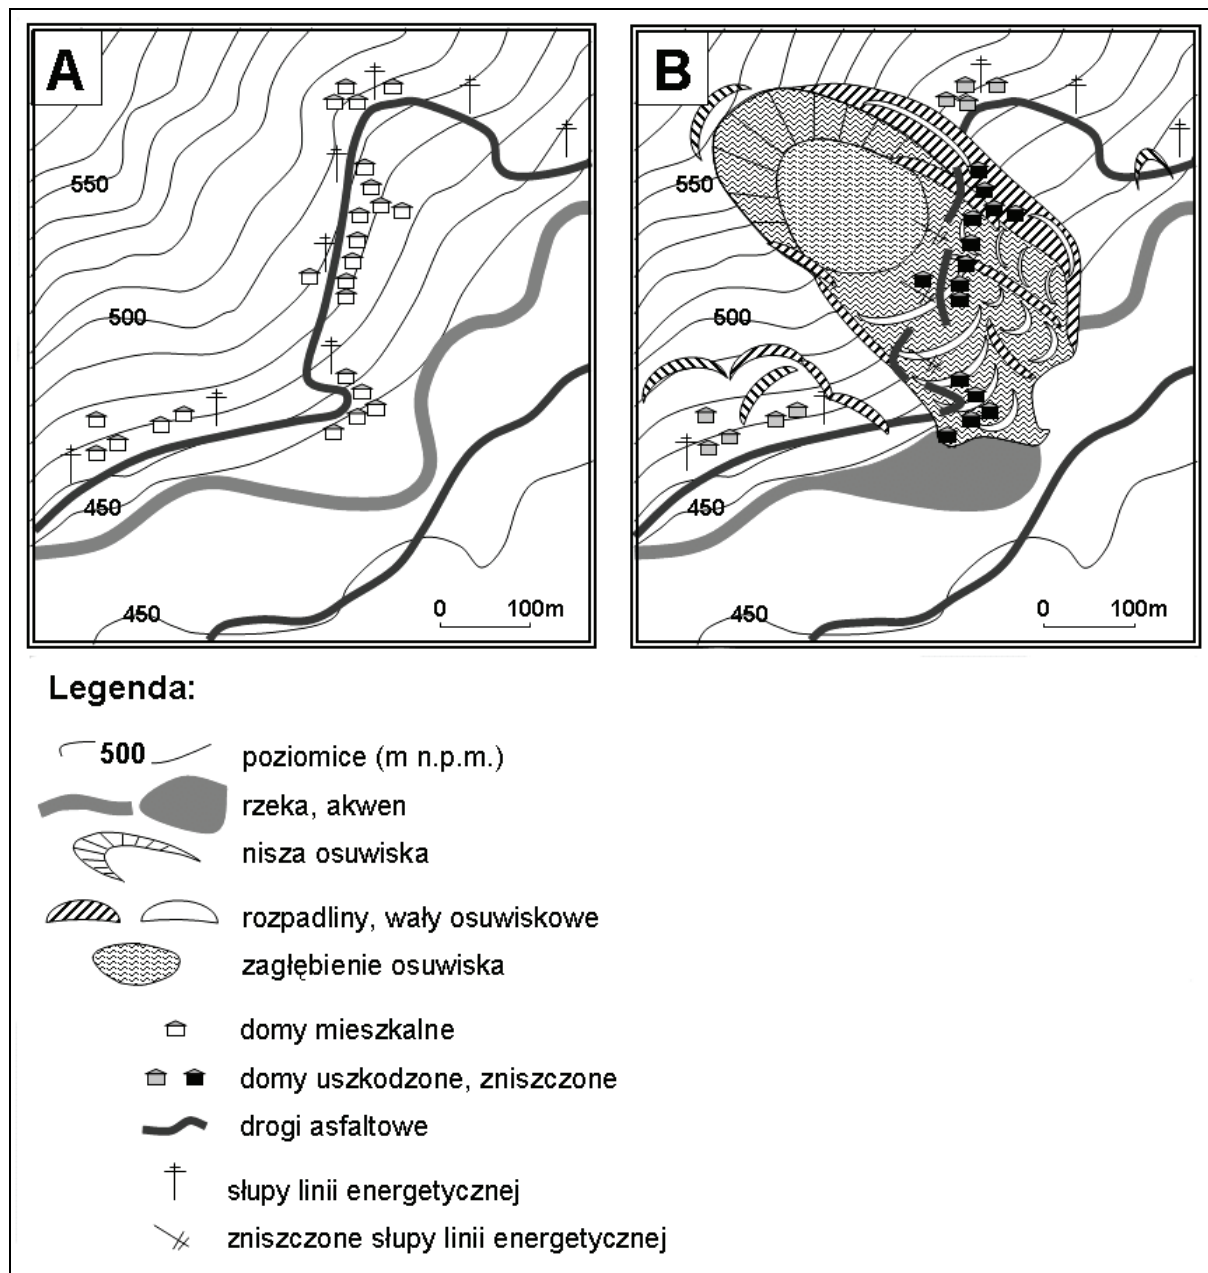 A
550
500
450
450
0 100m
B
550
500
450
450
0 100m
Legenda:
500 poziomice (m n.p.m.)
rzeka, akwen
nisza osuwiska
rozpadliny, wały osuwiskowe
zagłębienie osuwiska
domy mieszkalne
domy uszkodzone, zniszczone
drogi asfaltowe
słupy linii energetycznej
zniszczone słupy linii energetycznej